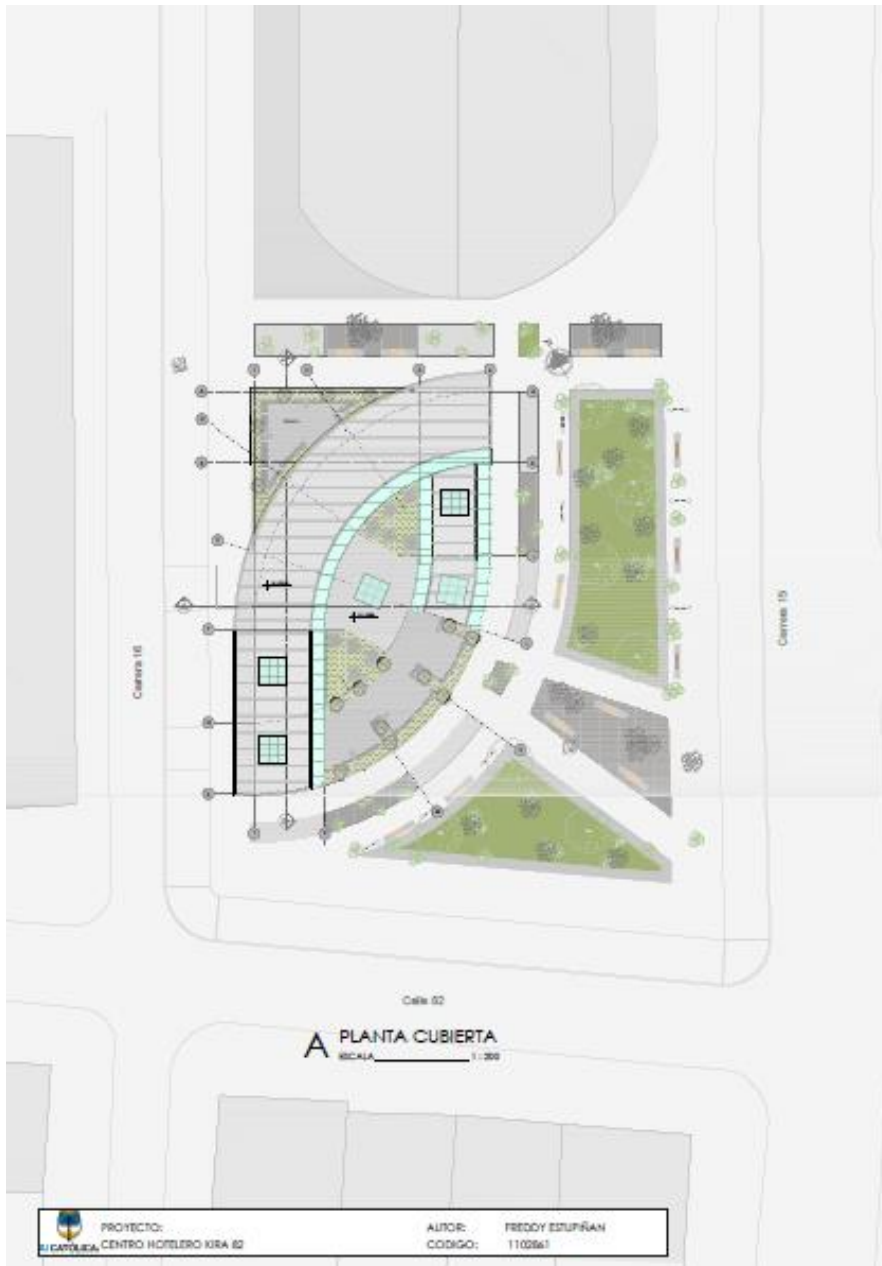 Carrera 16
Carrera 15
Calle 82
A PLANTA CUBIERTA
ESCALA 1 : 200
U CATÓLICA
PROYECTO:
CENTRO HOTELERO KIRA 82
AUTOR: FREDDY ESTUPIÑAN
CODIGO: 1102861